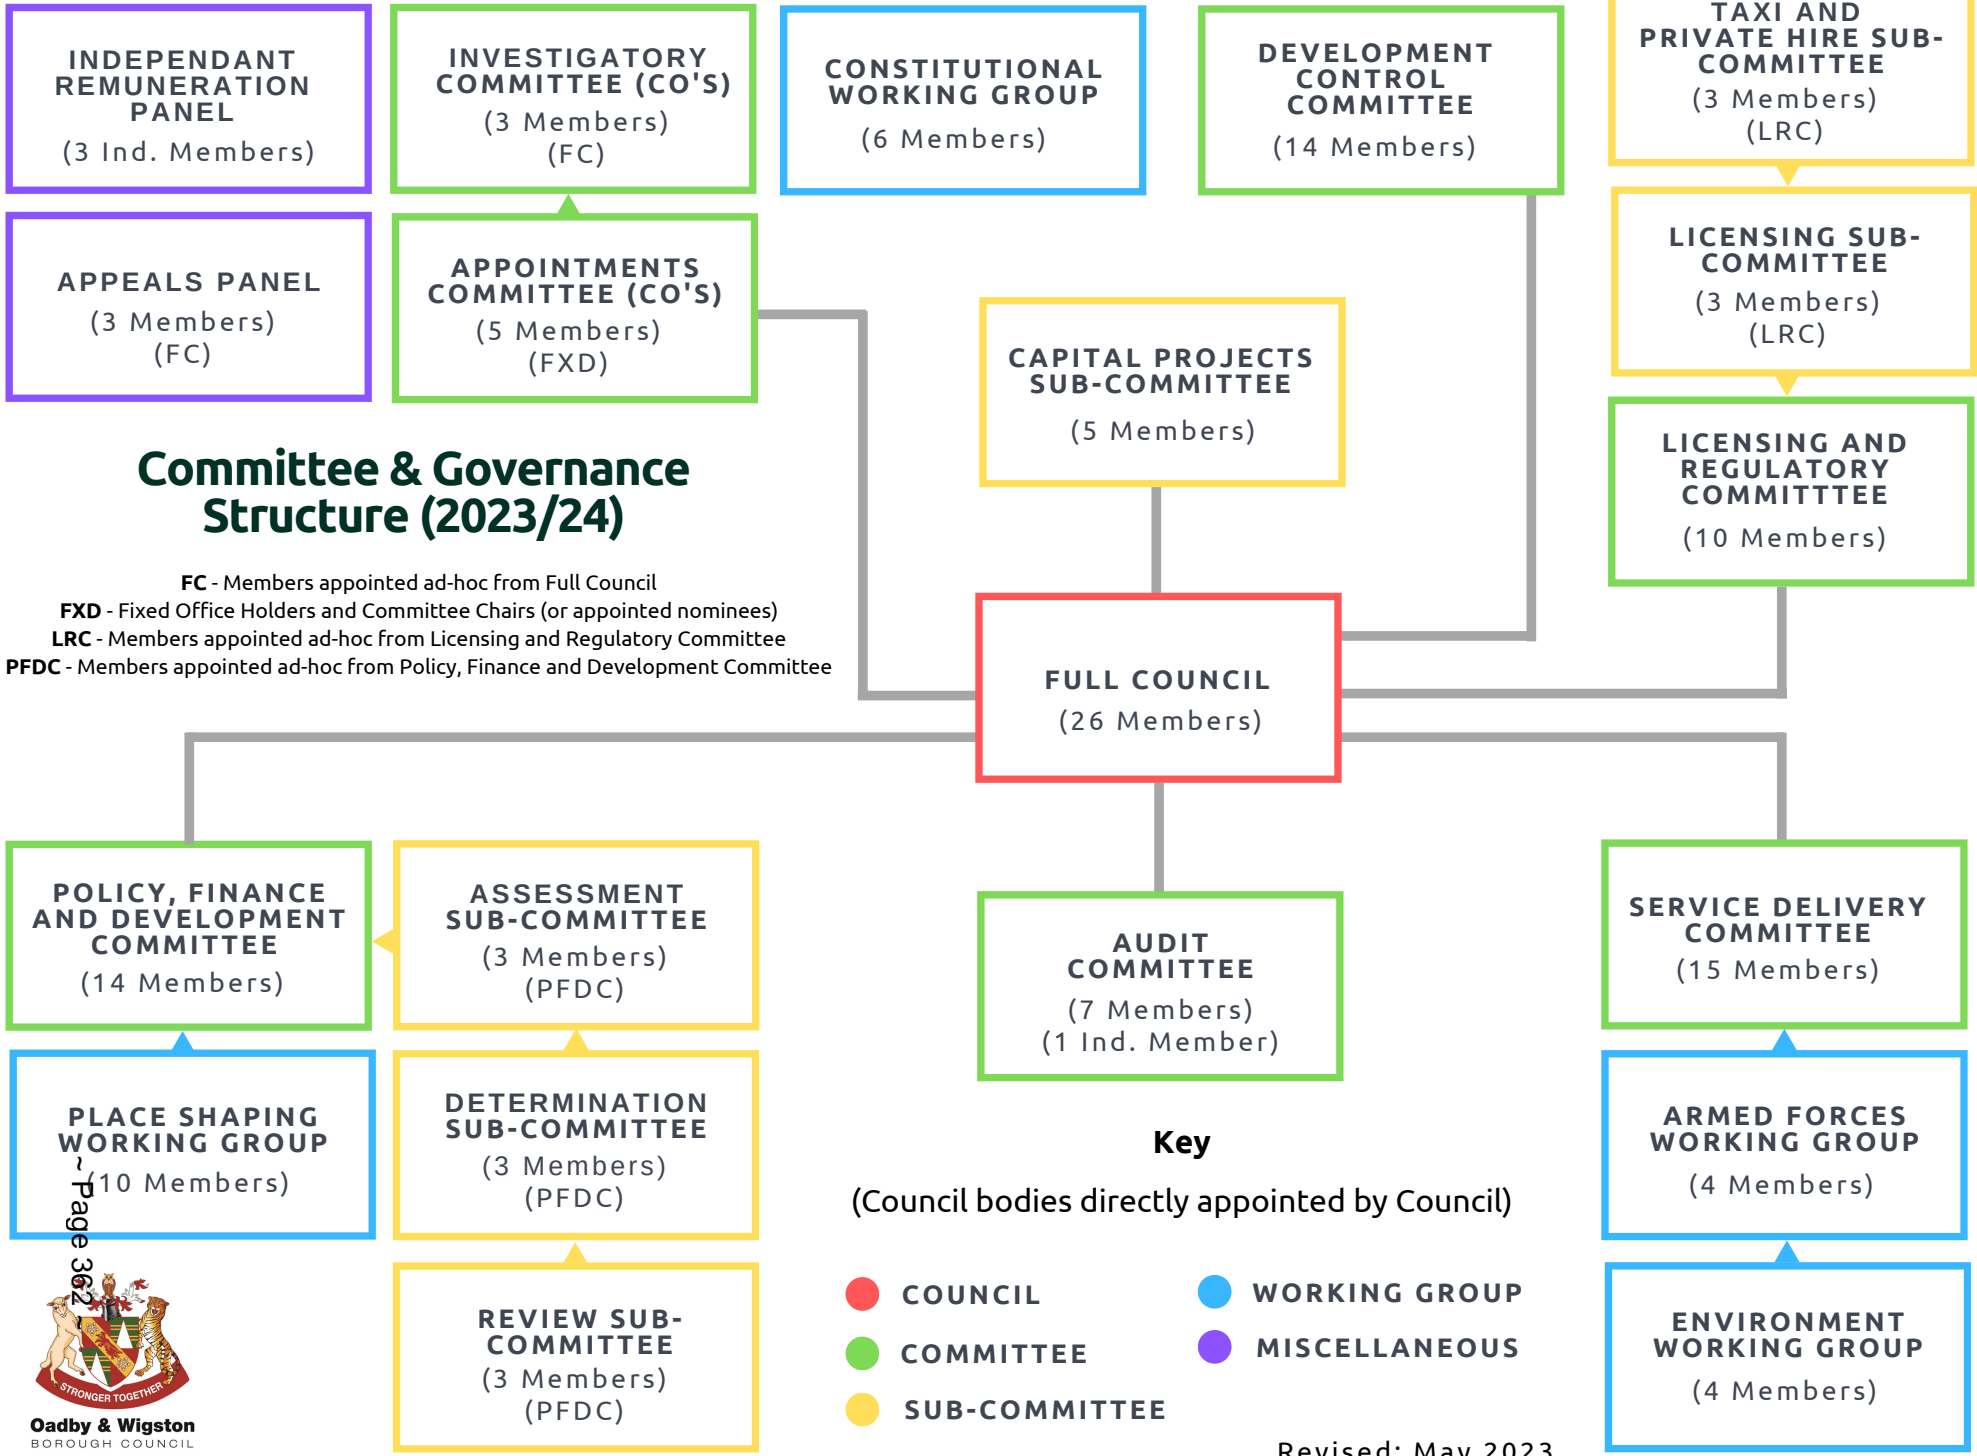 INDEPENDANT
REMUNERATION
PANEL
(3 Ind. Members)
INVESTIGATORY
COMMITTEE (CO'S)
(3 Members)
(FC)
CONSTITUTIONAL
WORKING GROUP
(6 Members)
DEVELOPMENT
CONTROL
COMMITTEE
(14 Members)
TAXI AND
PRIVATE HIRE SUB-
COMMITTEE
(3 Members)
(LRC)
APPEALS PANEL
(3 Members)
(FC)
APPOINTMENTS
COMMITTEE (CO'S)
(5 Members)
(FXD)
CAPITAL PROJECTS
SUB-COMMITTEE
(5 Members)
LICENSING SUB-
COMMITTEE
(3 Members)
(LRC)
LICENSING AND
REGULATORY
COMMITTTEE
(10 Members)
Committee & Governance
Structure (2023/24)
FC - Members appointed ad-hoc from Full Council
FXD - Fixed Office Holders and Committee Chairs (or appointed nominees)
LRC - Members appointed ad-hoc from Licensing and Regulatory Committee
PFDC - Members appointed ad-hoc from Policy, Finance and Development Committee
FULL COUNCIL
(26 Members)
POLICY, FINANCE
AND DEVELOPMENT
COMMITTEE
(14 Members)
ASSESSMENT
SUB-COMMITTEE
(3 Members)
(PFDC)
AUDIT
COMMITTEE
(7 Members)
(1 Ind. Member)
SERVICE DELIVERY
COMMITTEE
(15 Members)
PLACE SHAPING
WORKING GROUP
(10 Members)
DETERMINATION
SUB-COMMITTEE
(3 Members)
(PFDC)
ARMED FORCES
WORKING GROUP
(4 Members)
REVIEW SUB-
COMMITTEE
(3 Members)
(PFDC)
ENVIRONMENT
WORKING GROUP
(4 Members)
Key
(Council bodies directly appointed by Council)
COUNCIL
COMMITTEE
SUB-COMMITTEE
WORKING GROUP
MISCELLANEOUS
~ Page 362 ~
STRONGER TOGETHER
Oadby & Wigston
BOROUGH COUNCIL
Revised: May 2023